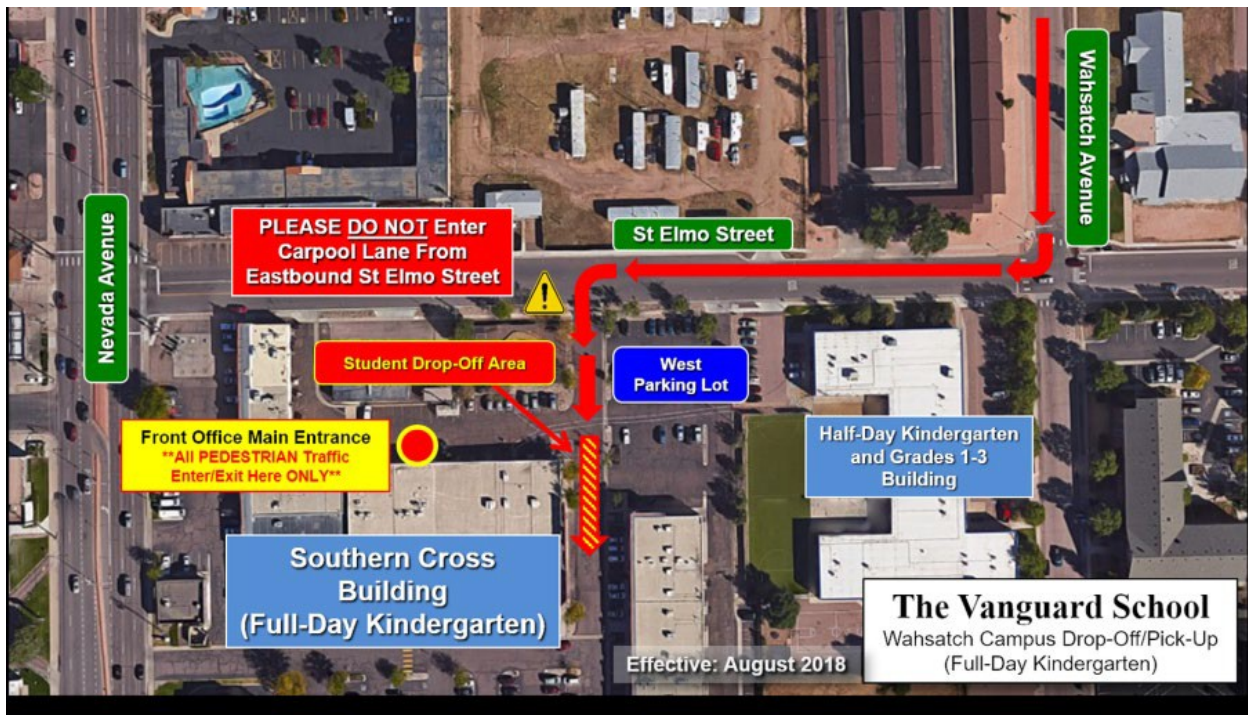 Wahsatch Avenue
PLEASE DO NOT Enter
Carpool Lane From
Eastbound St Elmo Street
St Elmo Street
Nevada Avenue
Student Drop-Off Area
West
Parking Lot
Front Office Main Entrance
**All PEDESTRIAN Traffic
Enter/Exit Here ONLY**
Half-Day Kindergarten
and Grades 1-3
Building
Southern Cross
Building
(Full-Day Kindergarten)
The Vanguard School
Wahsatch Campus Drop-Off/Pick-Up
(Full-Day Kindergarten)
Effective: August 2018